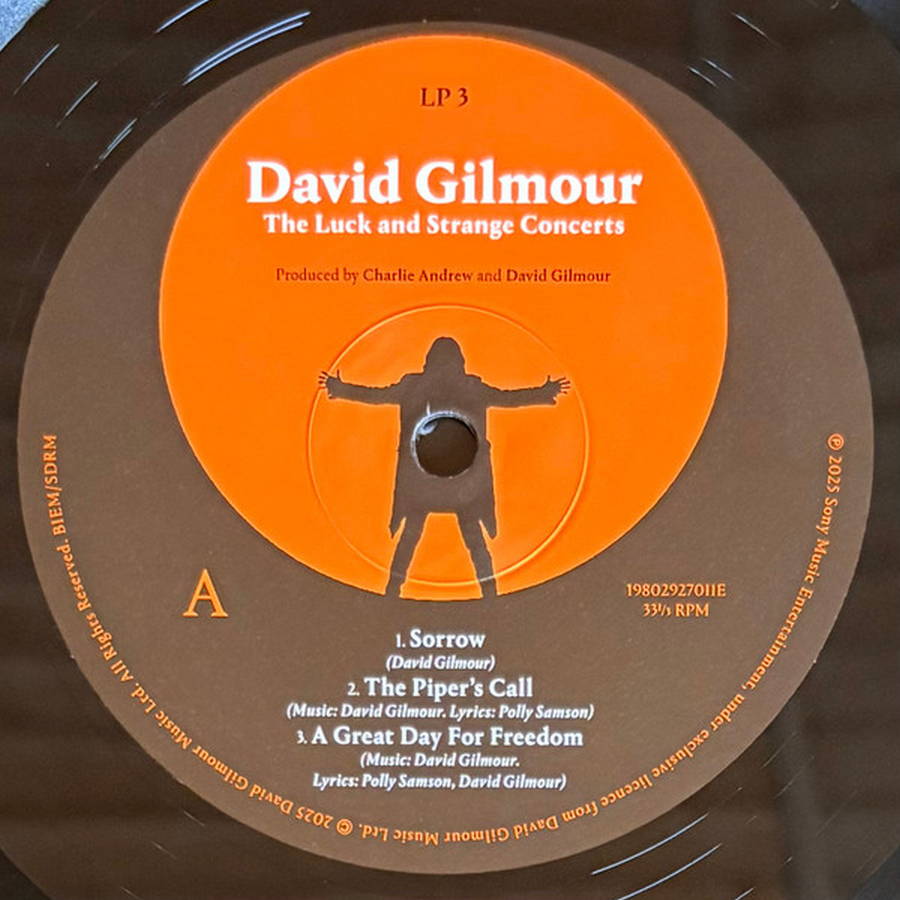 LP 3
David Gilmour
The Luck and Strange Concerts
Produced by Charlie Andrew and David Gilmour
A
19802927011E
33⅓ RPM
1. Sorrow
(David Gilmour)
2. The Piper's Call
(Music: David Gilmour. Lyrics: Polly Samson)
3. A Great Day For Freedom
(Music: David Gilmour.
Lyrics: Polly Samson, David Gilmour)
℗ 2025 Sony Music Entertainment, under exclusive licence from David Gilmour Music Ltd. © 2025 David Gilmour Music Ltd. All Rights Reserved. BIEM/SDRM